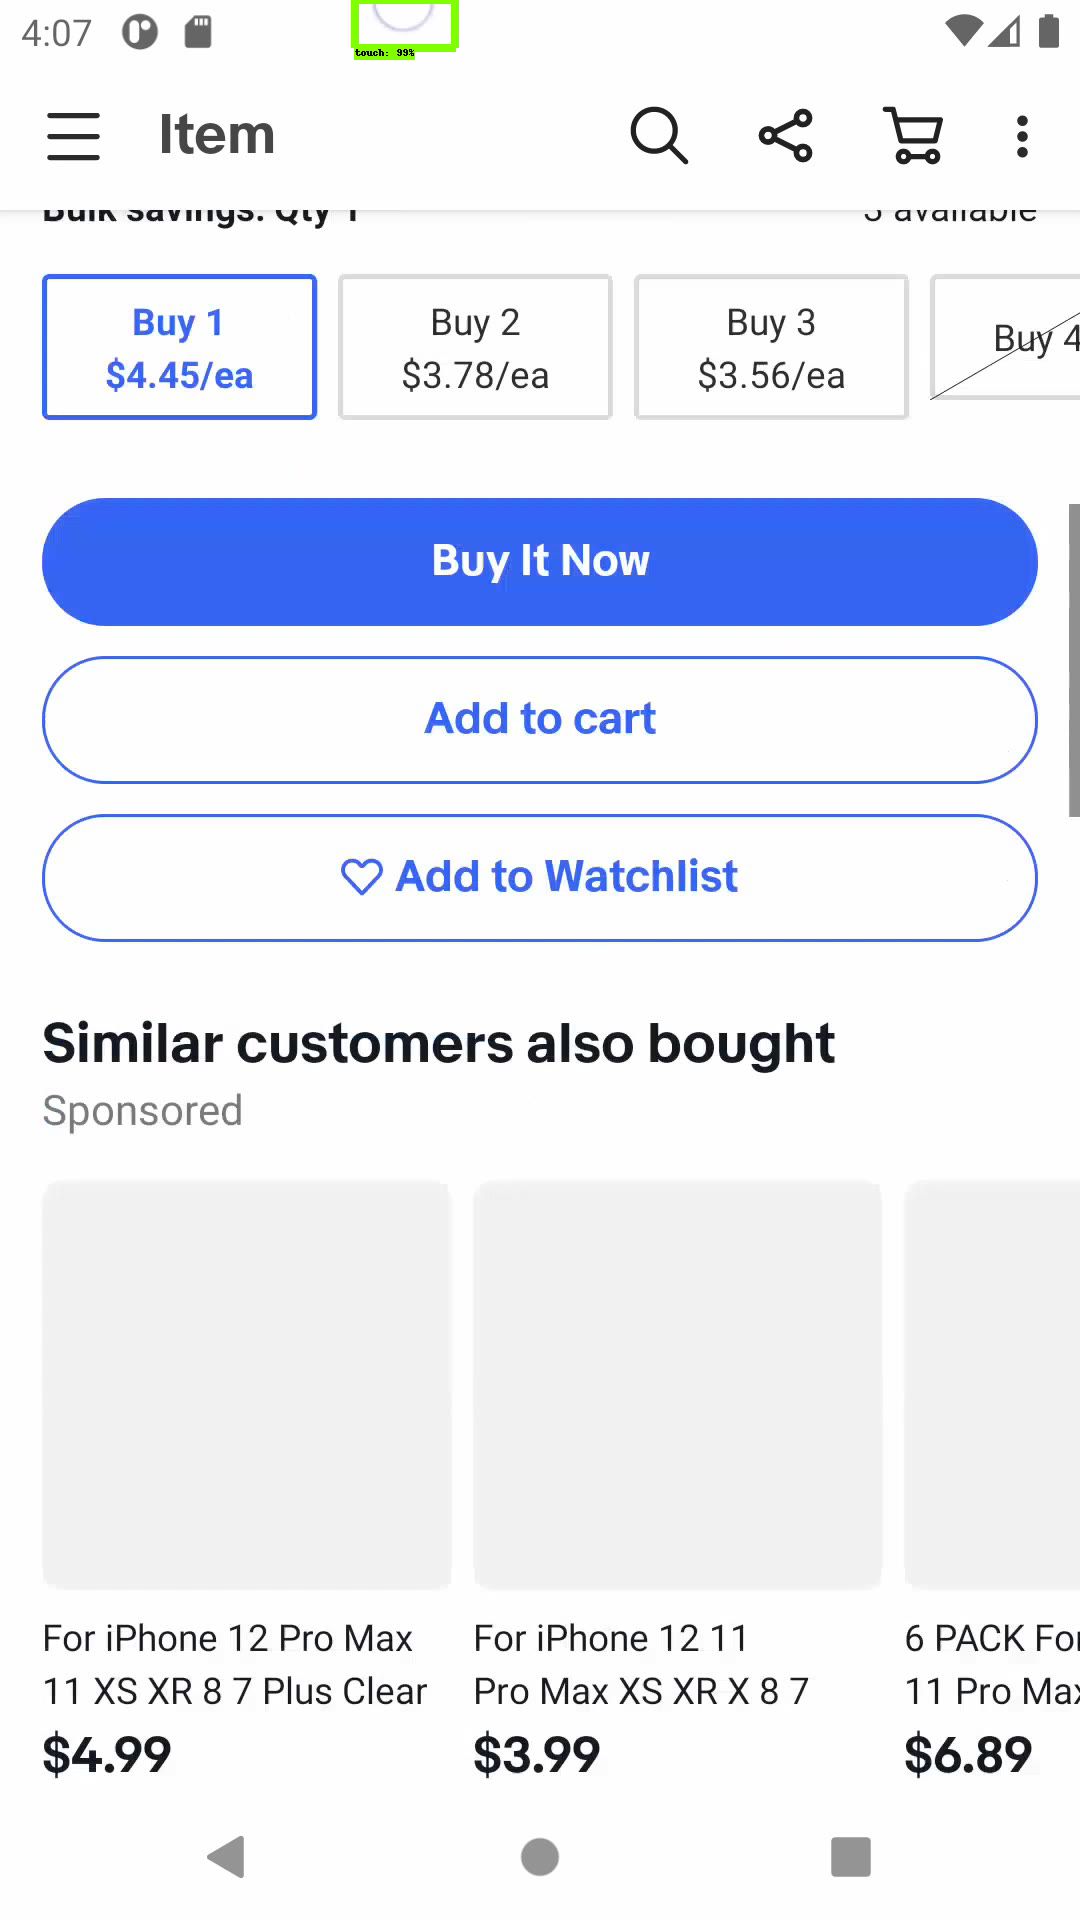 4:07
touch: 99%
Item
Bulk savings: Qty 1
3 available
Buy 1
$4.45/ea
Buy 2
$3.78/ea
Buy 3
$3.56/ea
Buy 4
Buy It Now
Add to cart
Add to Watchlist
Similar customers also bought
Sponsored
For iPhone 12 Pro Max
11 XS XR 8 7 Plus Clear
$4.99
For iPhone 12 11
Pro Max XS XR X 8 7
$3.99
6 PACK For
11 Pro Max
$6.89